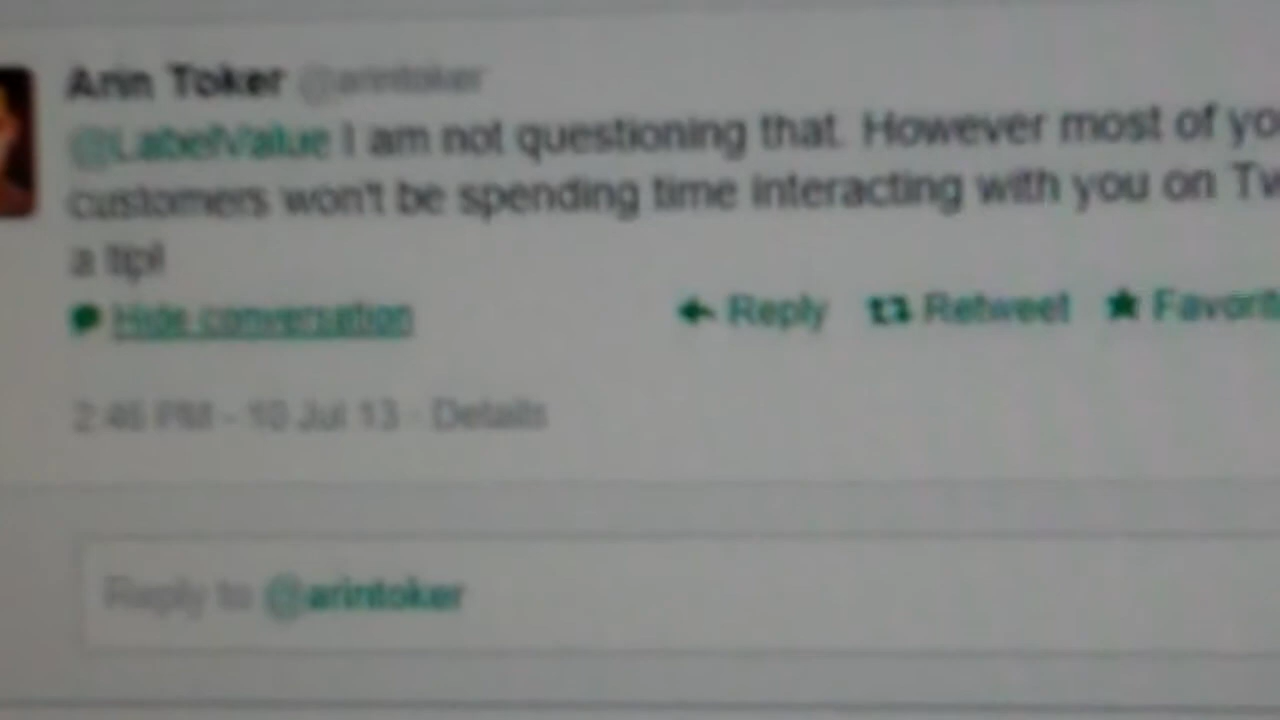 Arin Toker @arintoker
@LabelValue I am not questioning that. However most of yo
customers won't be spending time interacting with you on Tw
a tip!
Hide conversation Reply Retweet Favorit
2:46 PM - 10 Jul 13 · Details
Reply to @arintoker